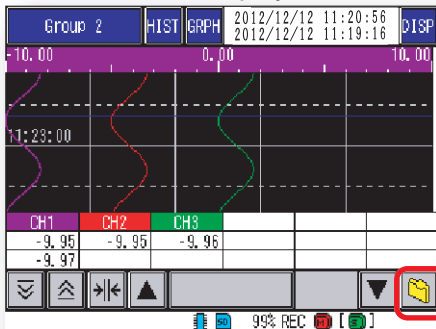 Group 2 HIST GRPH 2012/12/12 11:20:56 DISP
2012/12/12 11:19:16
-10.00 0.00 10.00
11:23:00
CH1 CH2 CH3
-9.95 -9.95 -9.96
-9.97
SD 99% REC [ ]